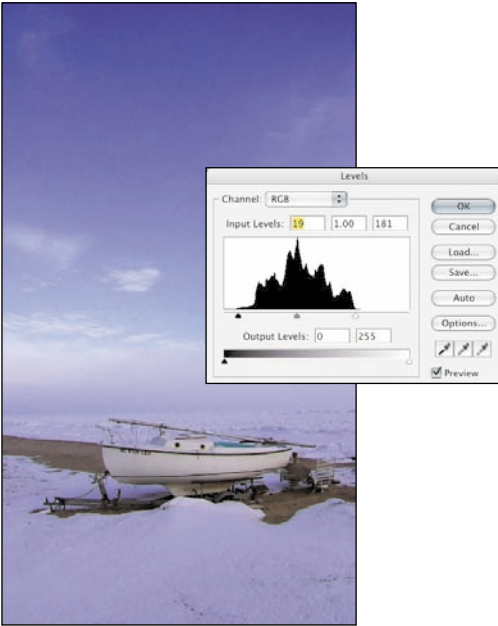 Levels
Channel: RGB
Input Levels: 19 1.00 181
Output Levels: 0 255
OK
Cancel
Load...
Save...
Auto
Options...
Preview